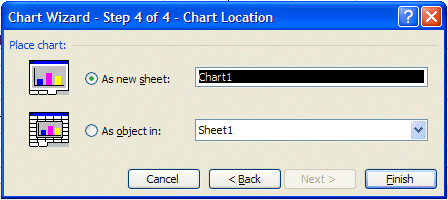 Chart Wizard - Step 4 of 4 - Chart Location
Place chart:
As new sheet: Chart1
As object in: Sheet1
Cancel < Back Next > Finish